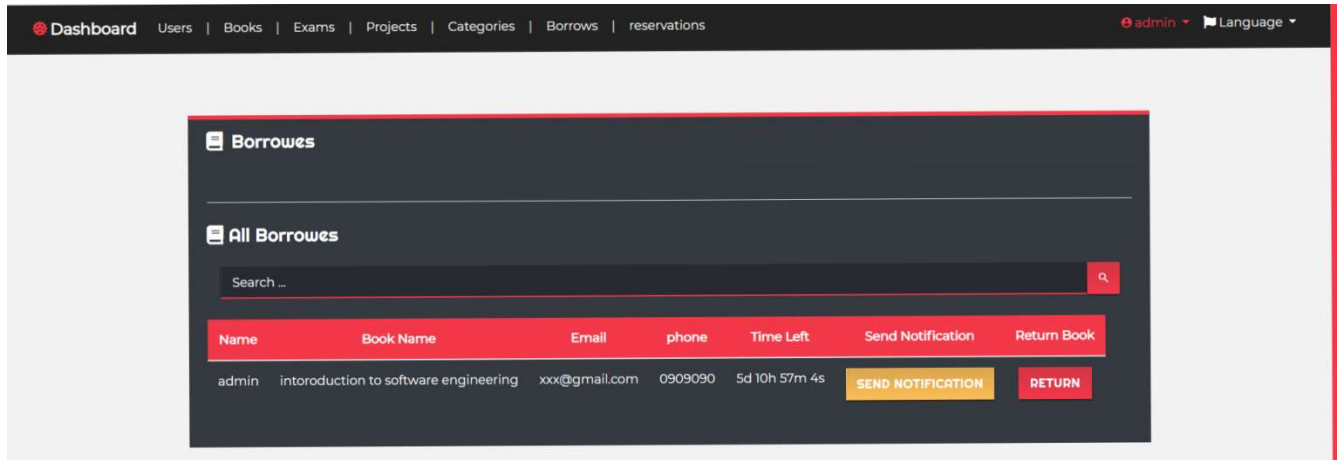 Dashboard Users | Books | Exams | Projects | Categories | Borrows | reservations admin Language
Borrowes
All Borrowes
Search ...
Name Book Name Email phone Time Left Send Notification Return Book
admin intoroduction to software engineering xxx@gmail.com 0909090 5d 10h 57m 4s SEND NOTIFICATION RETURN